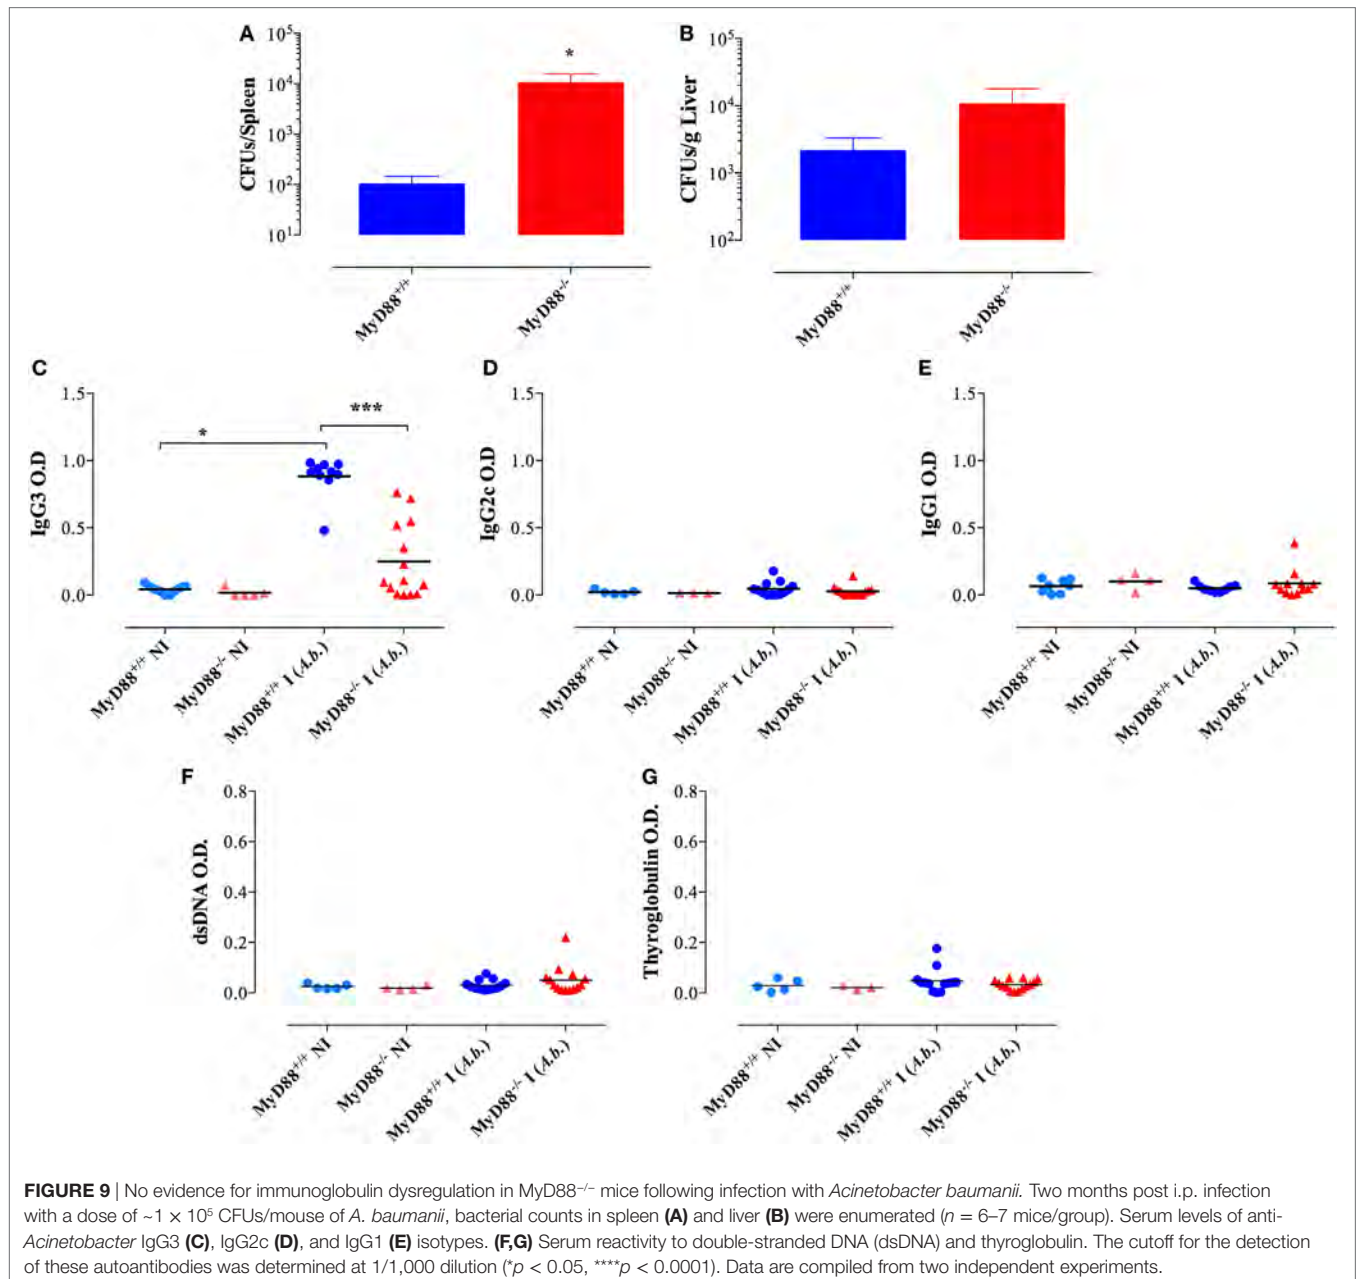 A
CFUs/Spleen
10⁵
10⁴
10³
10²
10¹
*
MyD88⁺/⁺
MyD88⁻/⁻
B
CFUs/g Liver
10⁵
10⁴
10³
10²
MyD88⁺/⁺
MyD88⁻/⁻
C
IgG3 O.D
1.5
1.0
0.5
0.0
*
***
MyD88⁺/⁺ NI
MyD88⁻/⁻ NI
MyD88⁺/⁺ I (A.b.)
MyD88⁻/⁻ I (A.b.)
D
IgG2c O.D
1.5
1.0
0.5
0.0
MyD88⁺/⁺ NI
MyD88⁻/⁻ NI
MyD88⁺/⁺ I (A.b.)
MyD88⁻/⁻ I (A.b.)
E
IgG1 O.D
1.5
1.0
0.5
0.0
MyD88⁺/⁺ NI
MyD88⁻/⁻ NI
MyD88⁺/⁺ I (A.b.)
MyD88⁻/⁻ I (A.b.)
F
dsDNA O.D.
0.8
0.6
0.4
0.2
0.0
MyD88⁺/⁺ NI
MyD88⁻/⁻ NI
MyD88⁺/⁺ I (A.b.)
MyD88⁻/⁻ I (A.b.)
G
Thyroglobulin O.D.
0.8
0.6
0.4
0.2
0.0
MyD88⁺/⁺ NI
MyD88⁻/⁻ NI
MyD88⁺/⁺ I (A.b.)
MyD88⁻/⁻ I (A.b.)
FIGURE 9 | No evidence for immunoglobulin dysregulation in MyD88⁻/⁻ mice following infection with Acinetobacter baumanii. Two months post i.p. infection
with a dose of ~1 × 10⁵ CFUs/mouse of A. baumanii, bacterial counts in spleen (A) and liver (B) were enumerated (n = 6–7 mice/group). Serum levels of anti-
Acinetobacter IgG3 (C), IgG2c (D), and IgG1 (E) isotypes. (F,G) Serum reactivity to double-stranded DNA (dsDNA) and thyroglobulin. The cutoff for the detection
of these autoantibodies was determined at 1/1,000 dilution (*p < 0.05, ****p < 0.0001). Data are compiled from two independent experiments.